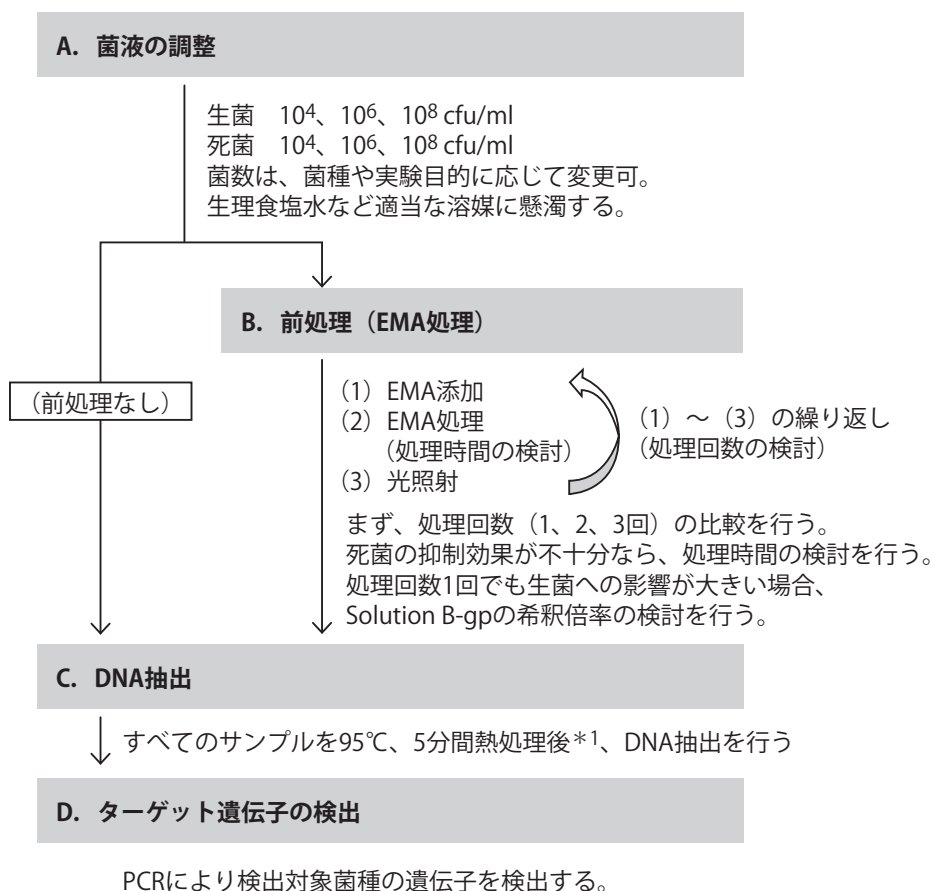 A. 菌液の調整
生菌 10⁴、10⁶、10⁸ cfu/ml
死菌 10⁴、10⁶、10⁸ cfu/ml
菌数は、菌種や実験目的に応じて変更可。
生理食塩水など適当な溶媒に懸濁する。
B. 前処理（EMA処理）
（前処理なし）
（1）EMA添加
（2）EMA処理
（処理時間の検討）
（3）光照射
（1）～（3）の繰り返し
（処理回数の検討）
まず、処理回数（1、2、3回）の比較を行う。
死菌の抑制効果が不十分なら、処理時間の検討を行う。
処理回数1回でも生菌への影響が大きい場合、
Solution B-gpの希釈倍率の検討を行う。
C. DNA抽出
すべてのサンプルを95℃、5分間熱処理後＊¹、DNA抽出を行う
D. ターゲット遺伝子の検出
PCRにより検出対象菌種の遺伝子を検出する。